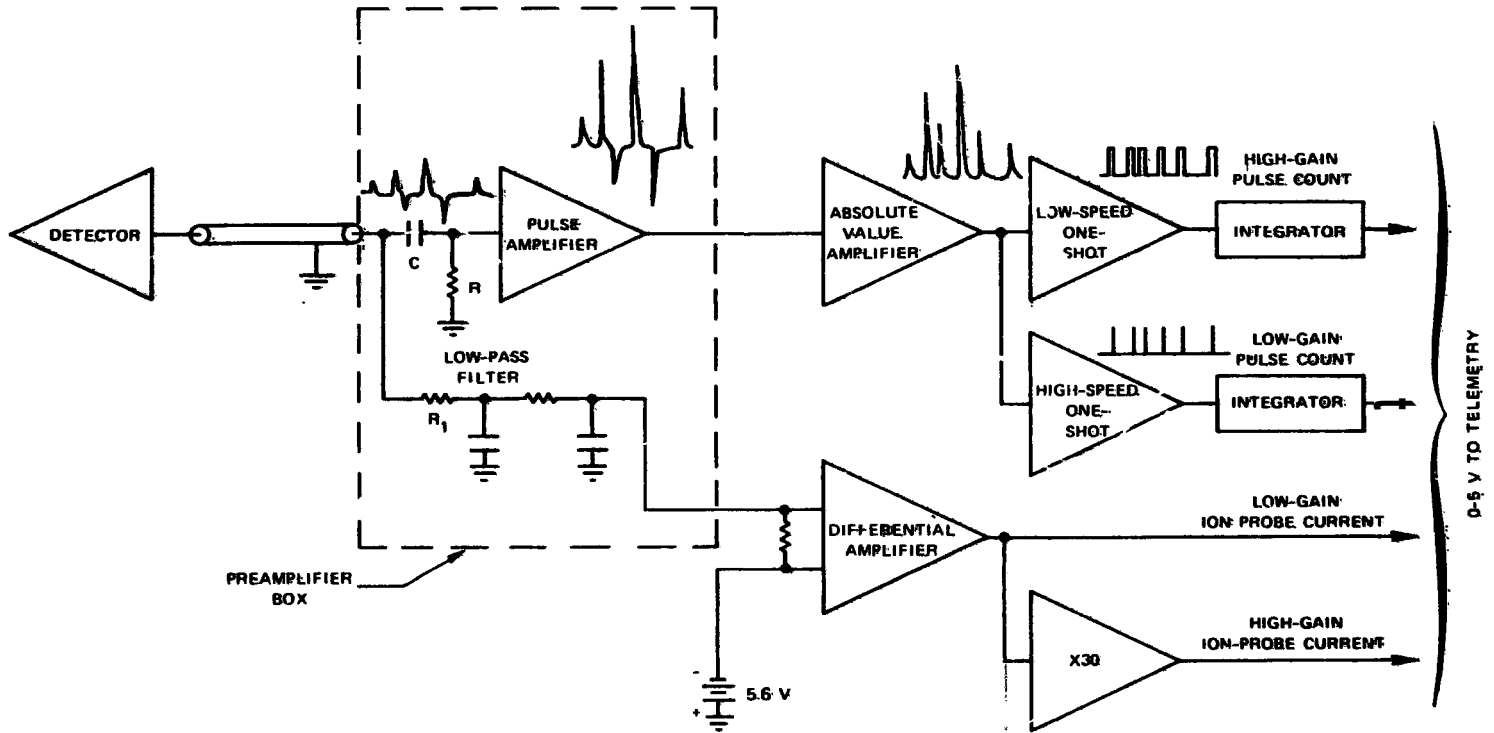 DETECTOR
C
R
PULSE
AMPLIFIER
LOW-PASS
FILTER
R1
PREAMPLIFIER
BOX
-
+
5.6 V
ABSOLUTE
VALUE
AMPLIFIER
LOW-SPEED
ONE-
SHOT
HIGH-GAIN
PULSE COUNT
INTEGRATOR
HIGH-SPEED
ONE-
SHOT
LOW-GAIN
PULSE COUNT
INTEGRATOR
DIFFERENTIAL
AMPLIFIER
LOW-GAIN
ION-PROBE CURRENT
X30
HIGH-GAIN
ION-PROBE CURRENT
0-5 V TO TELEMETRY